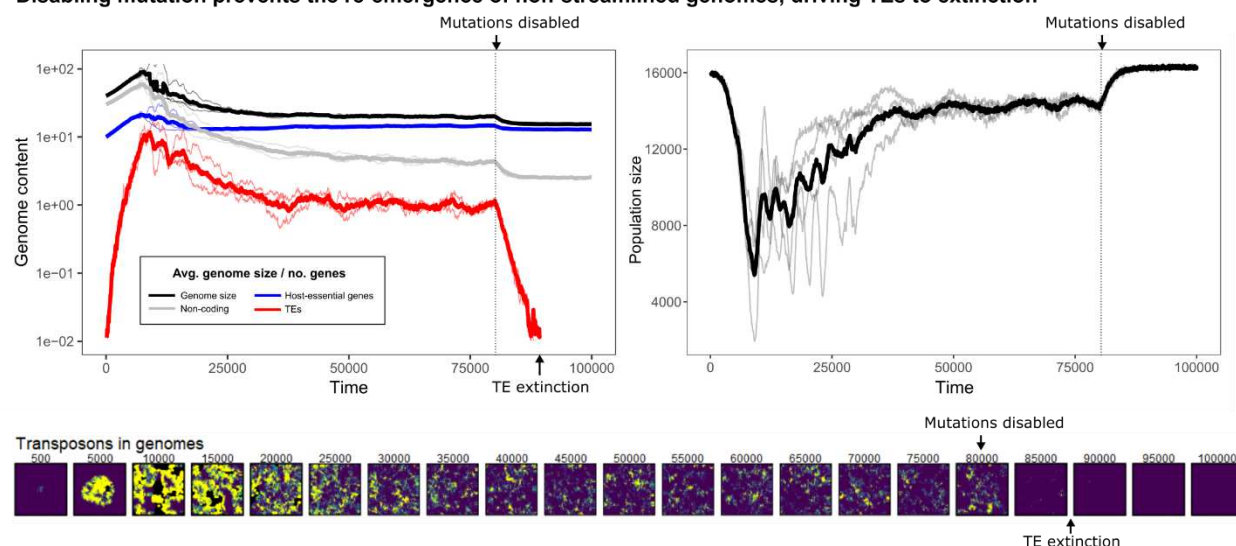 Disabling mutation prevents the re-emergence of non-streamlined genomes, driving TEs to extinction
Mutations disabled
Mutations disabled
1e+02
1e+01
1e+00
1e−01
1e−02
Genome content
Avg. genome size / no. genes
Genome size
Host-essential genes
Non-coding
TEs
0
25000
50000
75000
100000
Time
TE extinction
16000
12000
8000
4000
Population size
0
25000
50000
75000
100000
Time
Mutations disabled
Transposons in genomes
500 5000 10000 15000 20000 25000 30000 35000 40000 45000 50000 55000 60000 65000 70000 75000 80000 85000 90000 95000 100000
TE extinction